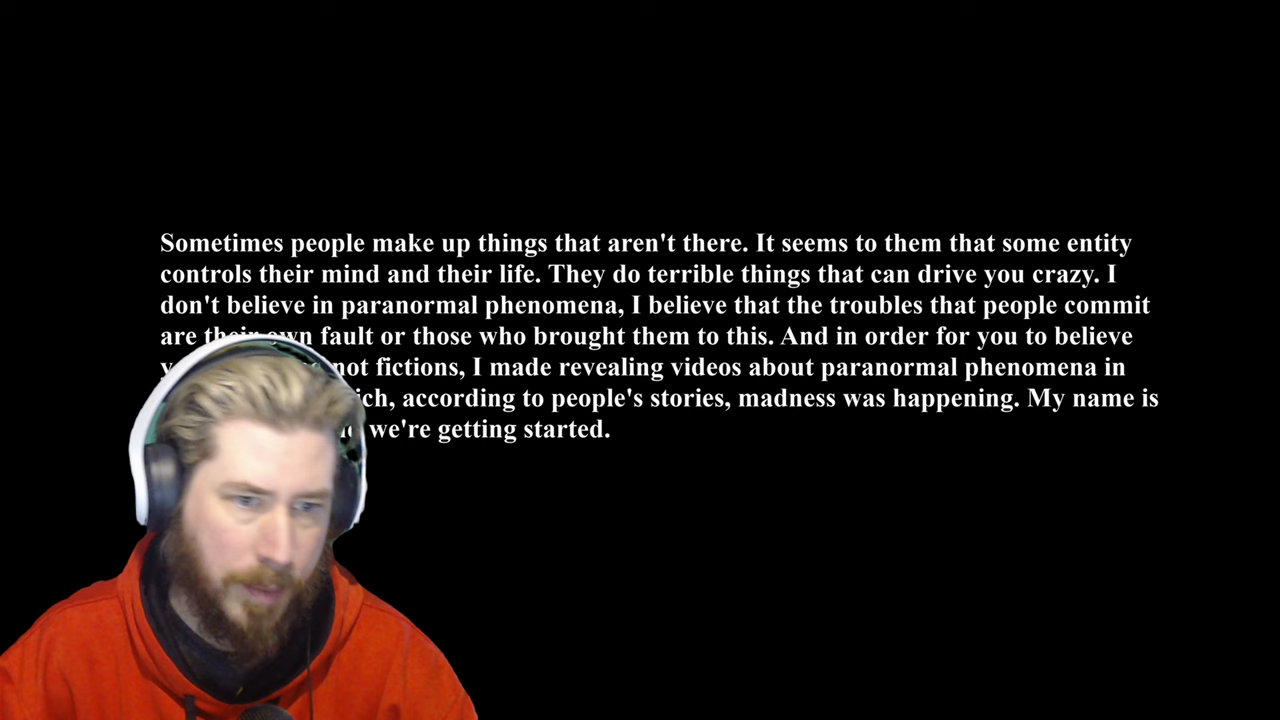 Sometimes people make up things that aren't there. It seems to them that some entity
controls their mind and their life. They do terrible things that can drive you crazy. I
don't believe in paranormal phenomena, I believe that the troubles that people commit
are their own fault or those who brought them to this. And in order for you to believe
not fictions, I made revealing videos about paranormal phenomena in
according to people's stories, madness was happening. My name is
we're getting started.